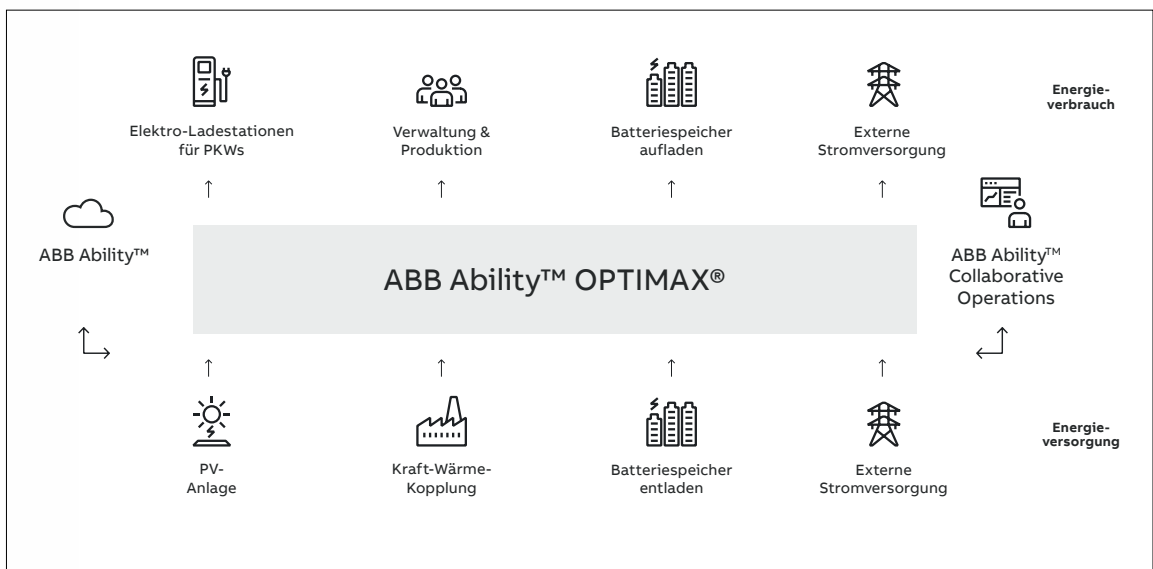 Elektro-Ladestationen
für PKWs
Verwaltung &
Produktion
Batteriespeicher
aufladen
Externe
Stromversorgung
Energie-
verbrauch
ABB Ability™
ABB Ability™ OPTIMAX®
ABB Ability™
Collaborative
Operations
PV-
Anlage
Kraft-Wärme-
Kopplung
Batteriespeicher
entladen
Externe
Stromversorgung
Energie-
versorgung